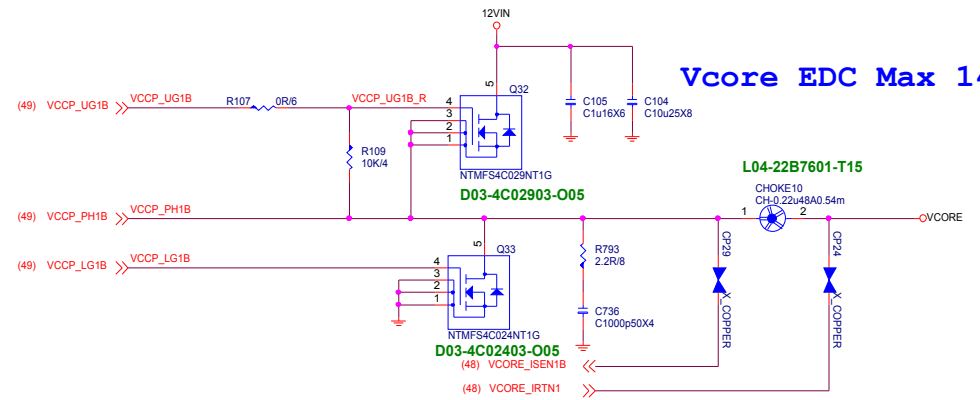 12VIN
Vcore EDC Max 14
5
Q32
(49) VCCP_UG1B
VCCP_UG1B
R107
0R/6
VCCP_UG1B_R
4
3
2
1
C105
C1u16X6
C104
C10u25X8
R109
10K/4
NTMFS4C029NT1G
D03-4C02903-O05
L04-22B7601-T15
CHOKE10
CH-0.22u48A0.54m
(49) VCCP_PH1B
VCCP_PH1B
1
2
VCORE
5
Q33
(49) VCCP_LG1B
VCCP_LG1B
4
3
2
1
R793
2.2R/8
CP29
X_COPPER
CP24
X_COPPER
C736
C1000p50X4
NTMFS4C024NT1G
D03-4C02403-O05
(48) VCORE_ISEN1B
(48) VCORE_IRTN1